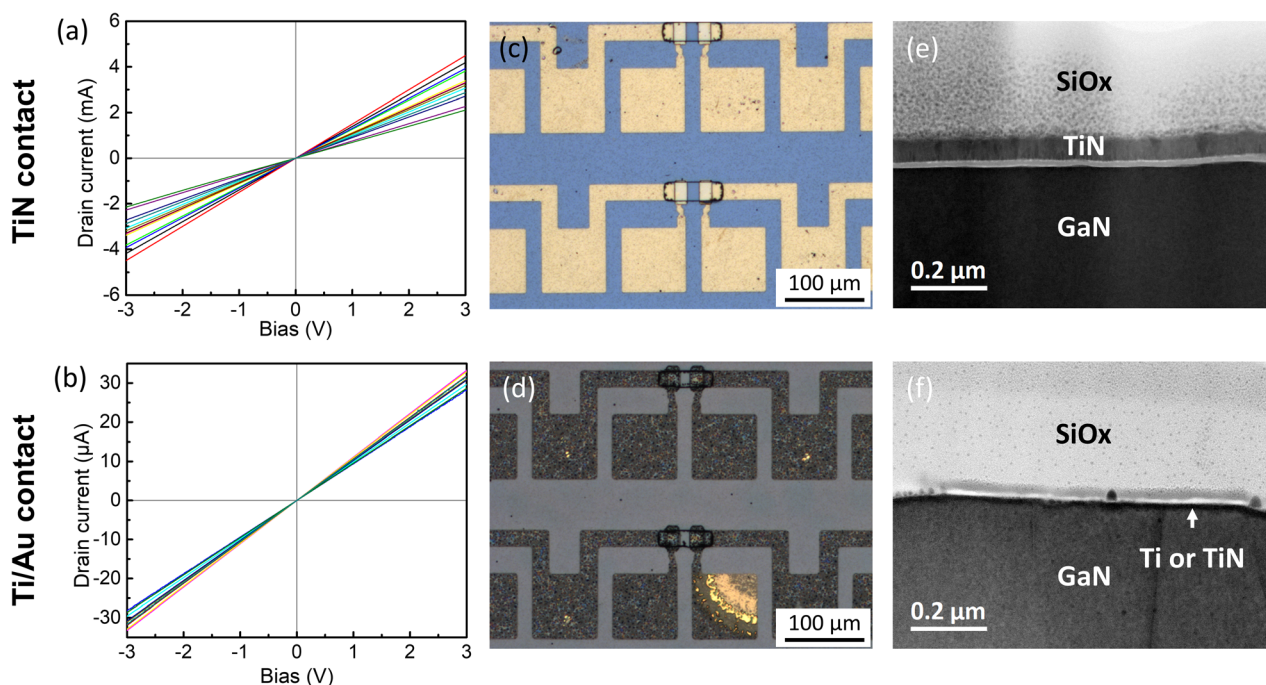 TiN contact
(a)
Drain current (mA)
6
4
2
0
-2
-4
-6
-3 -2 -1 0 1 2 3
Bias (V)
(c)
100 μm
(e)
SiOx
TiN
GaN
0.2 μm
Ti/Au contact
(b)
Drain current (μA)
30
20
10
0
-10
-20
-30
-3 -2 -1 0 1 2 3
Bias (V)
(d)
100 μm
(f)
SiOx
Ti or TiN
GaN
0.2 μm